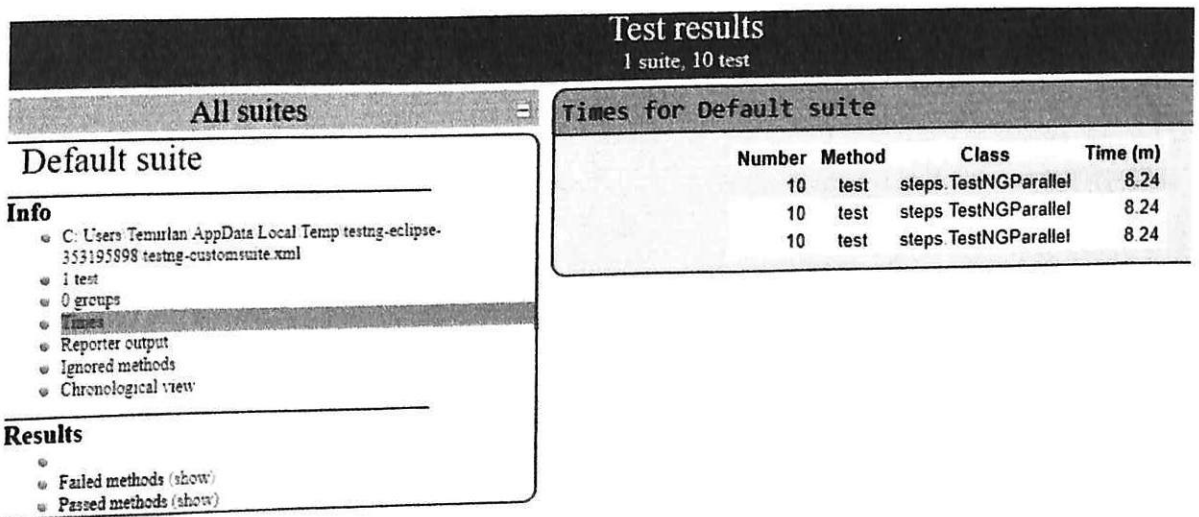 Test results
1 suite, 10 test
All suites
Default suite
Info
C: Users Temurlan AppData Local Temp testng-eclipse-
353195898 testng-customsuite.xml
1 test
0 groups
Times
Reporter output
Ignored methods
Chronological view
Results
Failed methods (show)
Passed methods (show)
Times for Default suite
Number Method Class Time (m)
10 test steps.TestNGParallel 8.24
10 test steps.TestNGParallel 8.24
10 test steps.TestNGParallel 8.24